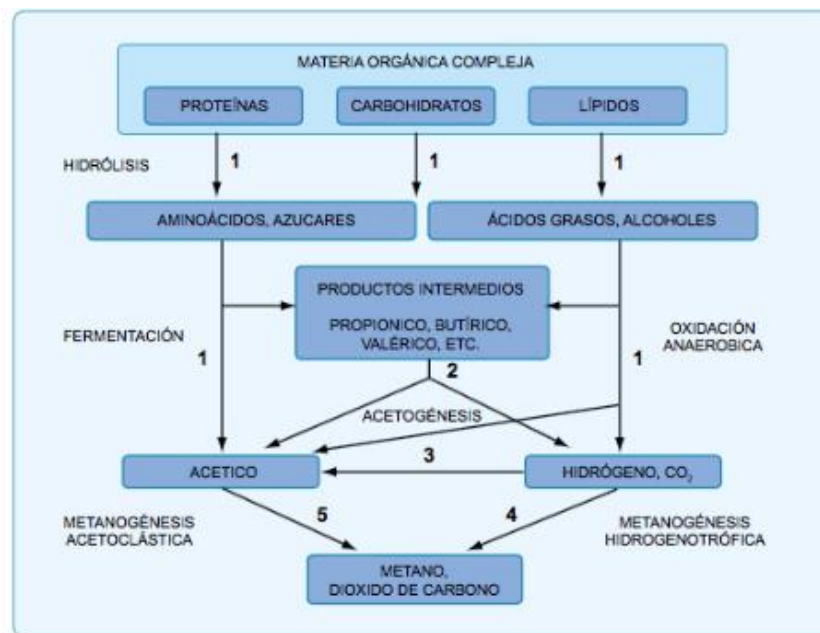 MATERIA ORGÁNICA COMPLEJA
PROTEÍNAS
CARBOHIDRATOS
LÍPIDOS
HIDRÓLISIS
1
1
1
AMINOÁCIDOS, AZUCARES
ÁCIDOS GRASOS, ALCOHOLES
PRODUCTOS INTERMEDIOS
PROPIONICO, BUTÍRICO,
VALÉRICO, ETC.
FERMENTACIÓN
1
1
OXIDACIÓN
ANAEROBICA
2
ACETOGÉNESIS
ACETICO
3
HIDRÓGENO, CO₂
METANOGÉNESIS
ACETOCLÁSTICA
5
4
METANOGÉNESIS
HIDROGENOTRÓFICA
METANO,
DIOXIDO DE CARBONO